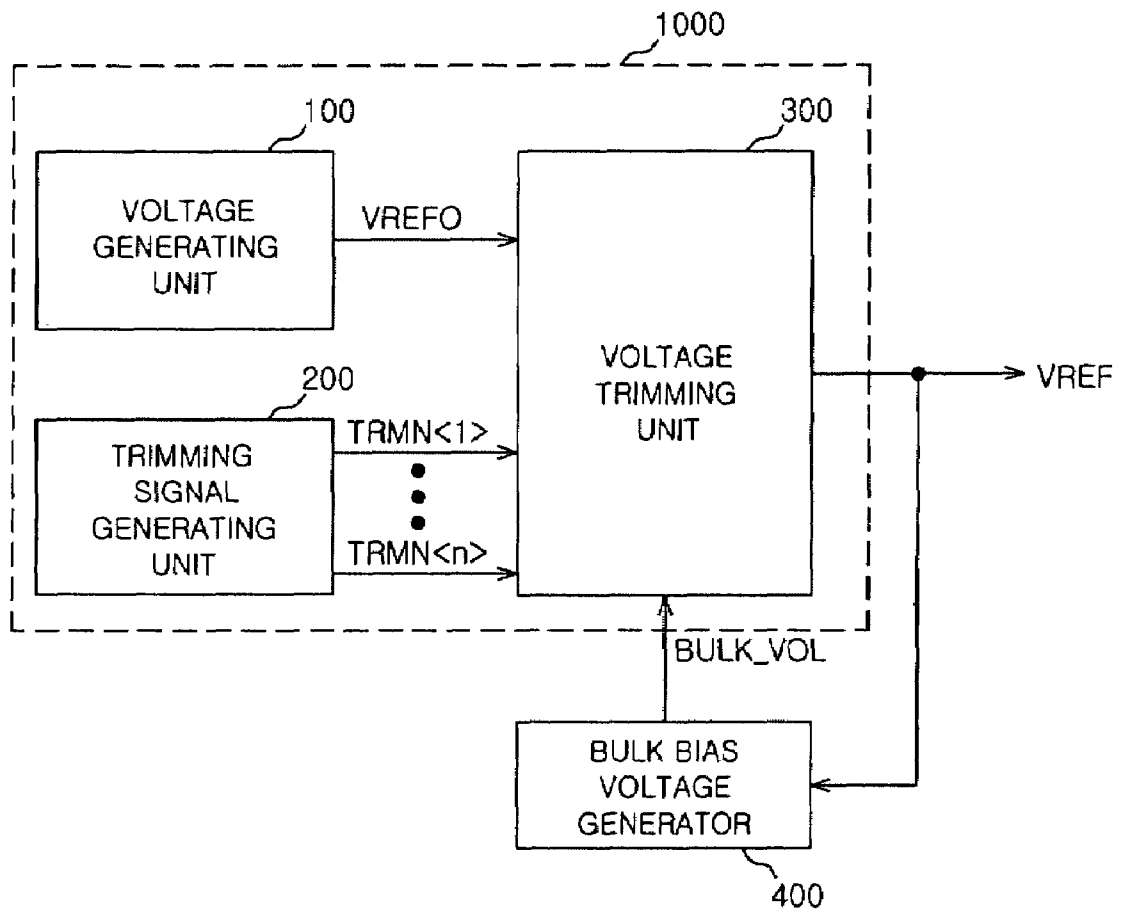 1000
100
300
VOLTAGE
GENERATING
UNIT
VREFO
VOLTAGE
TRIMMING
UNIT
VREF
200
TRIMMING
SIGNAL
GENERATING
UNIT
TRMN<1>
TRMN<n>
BULK_VOL
BULK BIAS
VOLTAGE
GENERATOR
400